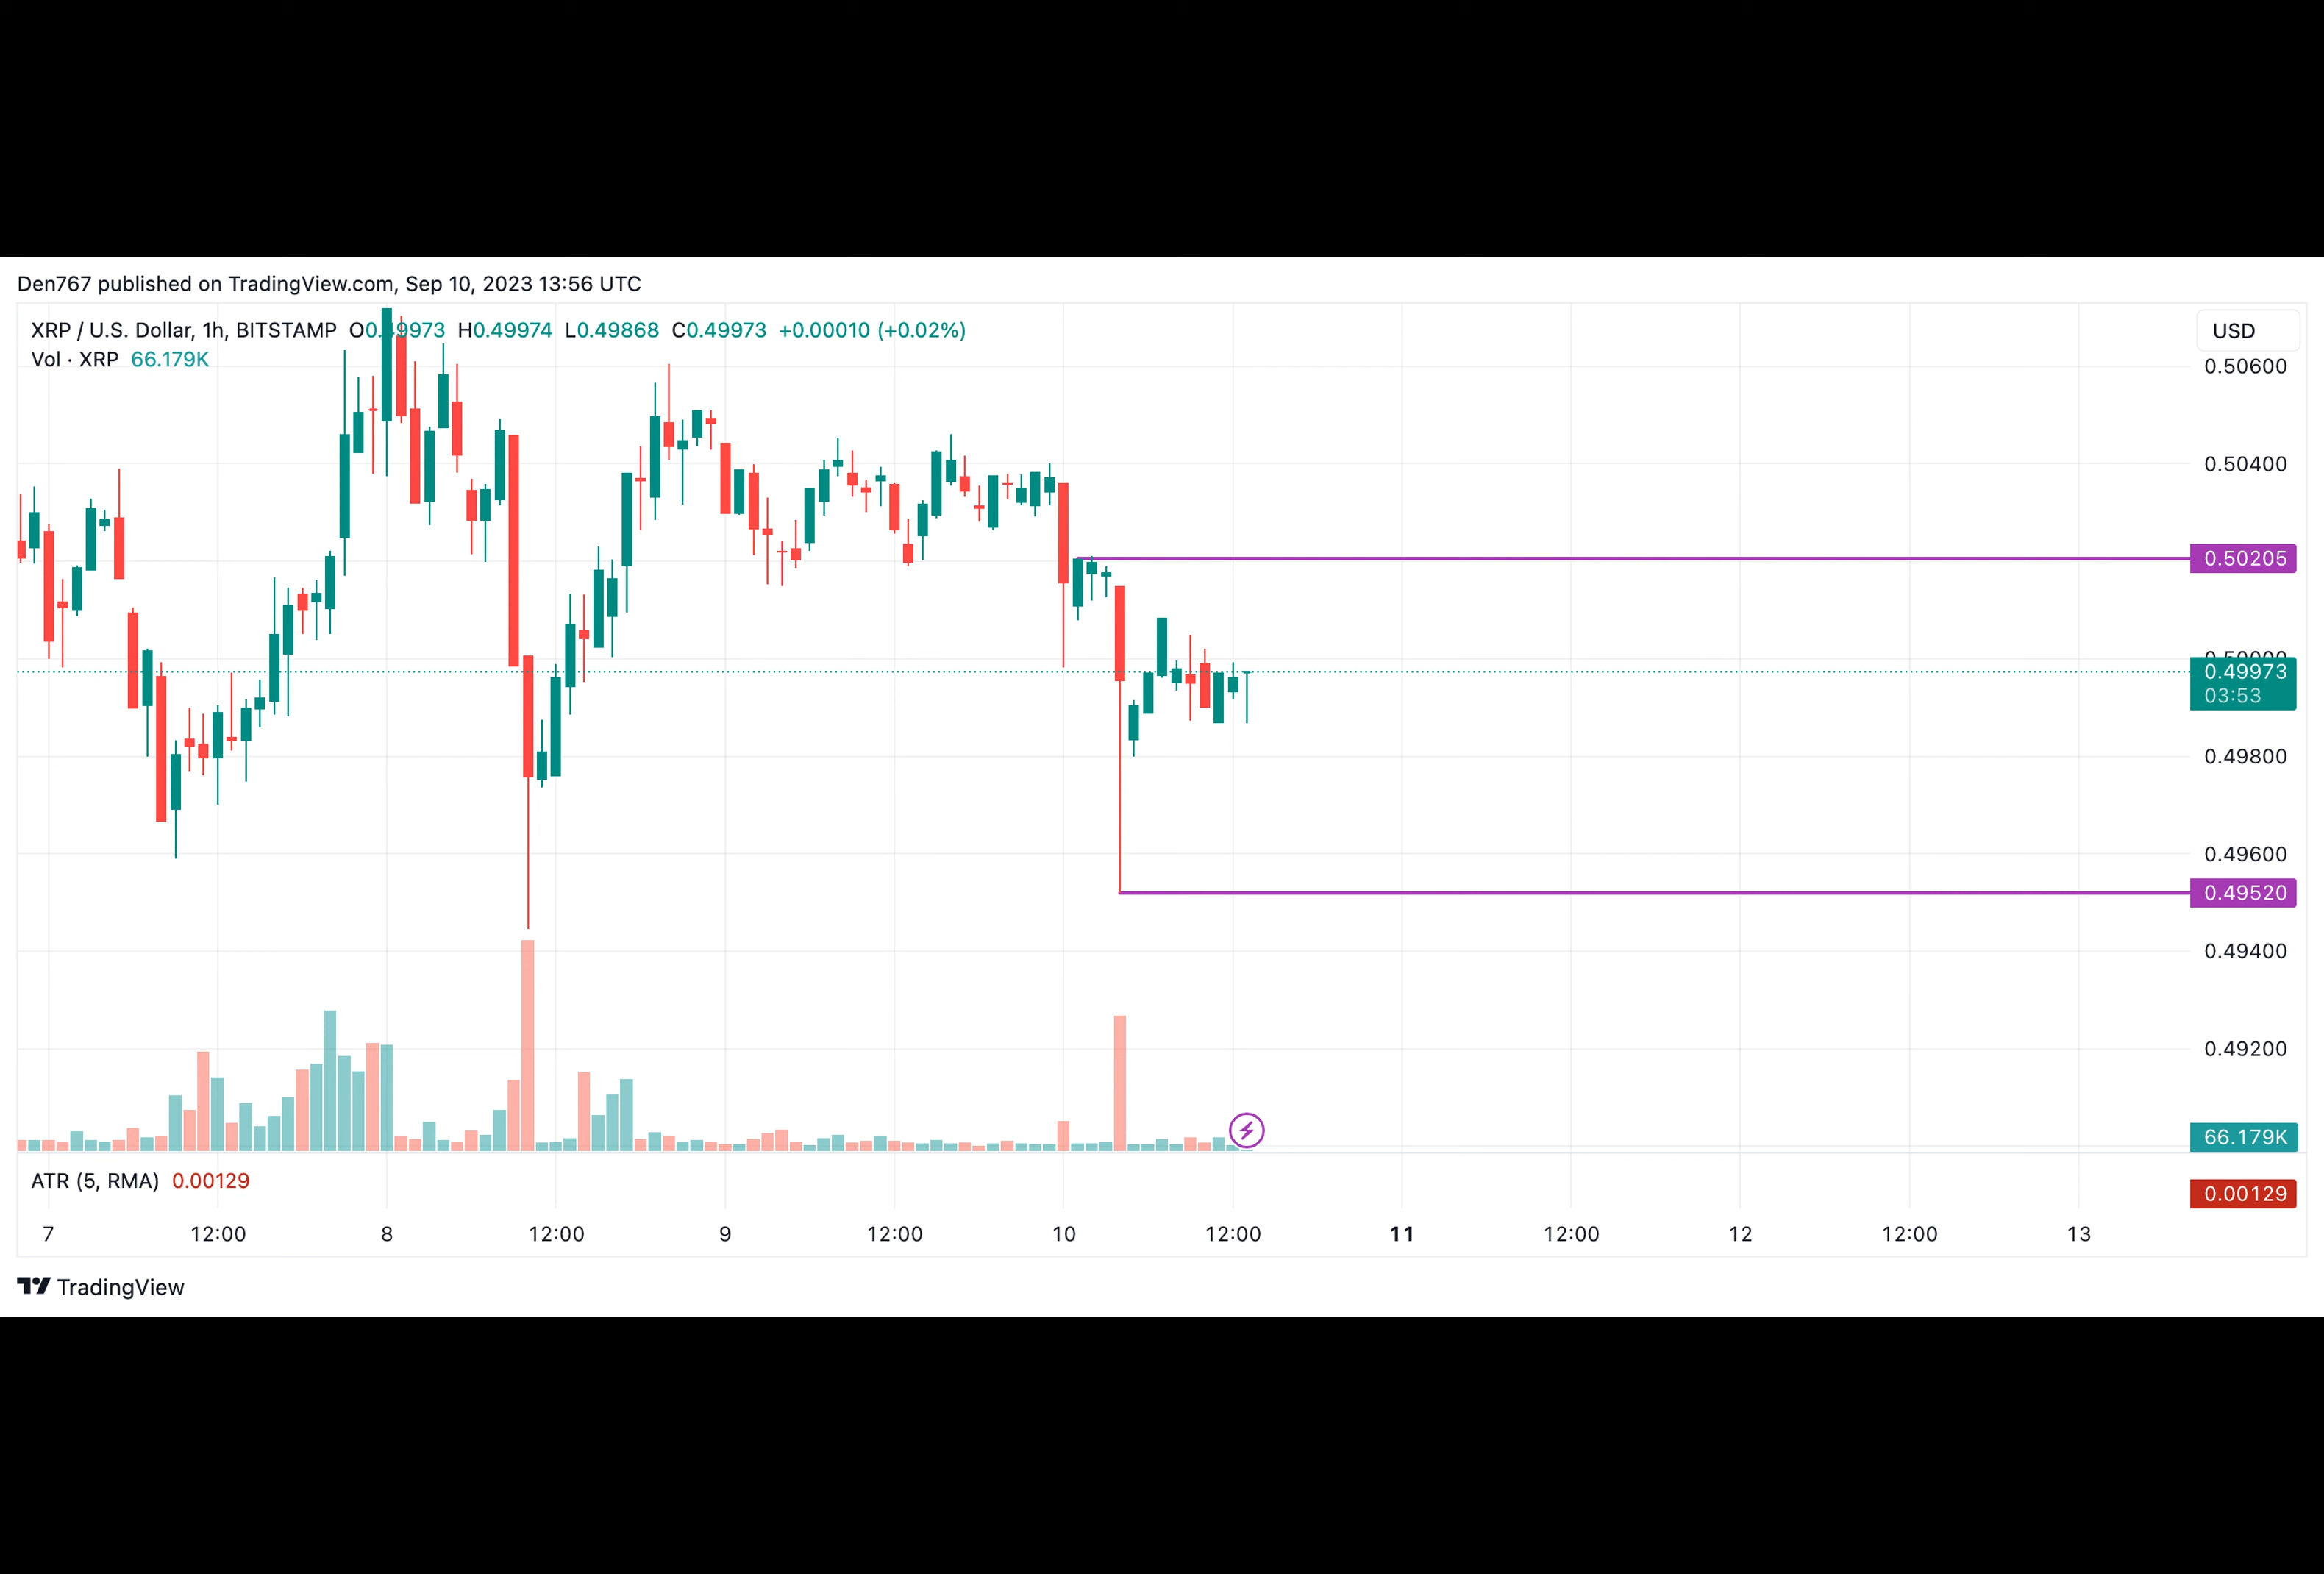 Den767 published on TradingView.com, Sep 10, 2023 13:56 UTC
XRP / U.S. Dollar, 1h, BITSTAMP O0.49973 H0.49974 L0.49868 C0.49973 +0.00010 (+0.02%)
Vol · XRP 66.179K
USD
0.50600
0.50400
0.50205
0.50000
0.49973
03:53
0.49800
0.49600
0.49520
0.49400
0.49200
66.179K
ATR (5, RMA) 0.00129
0.00129
7 12:00 8 12:00 9 12:00 10 12:00 11 12:00 12 12:00 13
TradingView